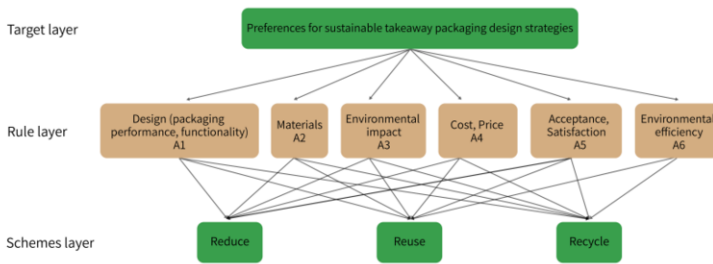 Target layer
Preferences for sustainable takeaway packaging design strategies
Rule layer
Design (packaging
performance, functionality)
A1
Materials
A2
Environmental
impact
A3
Cost, Price
A4
Acceptance,
Satisfaction
A5
Environmental
efficiency
A6
Schemes layer
Reduce
Reuse
Recycle